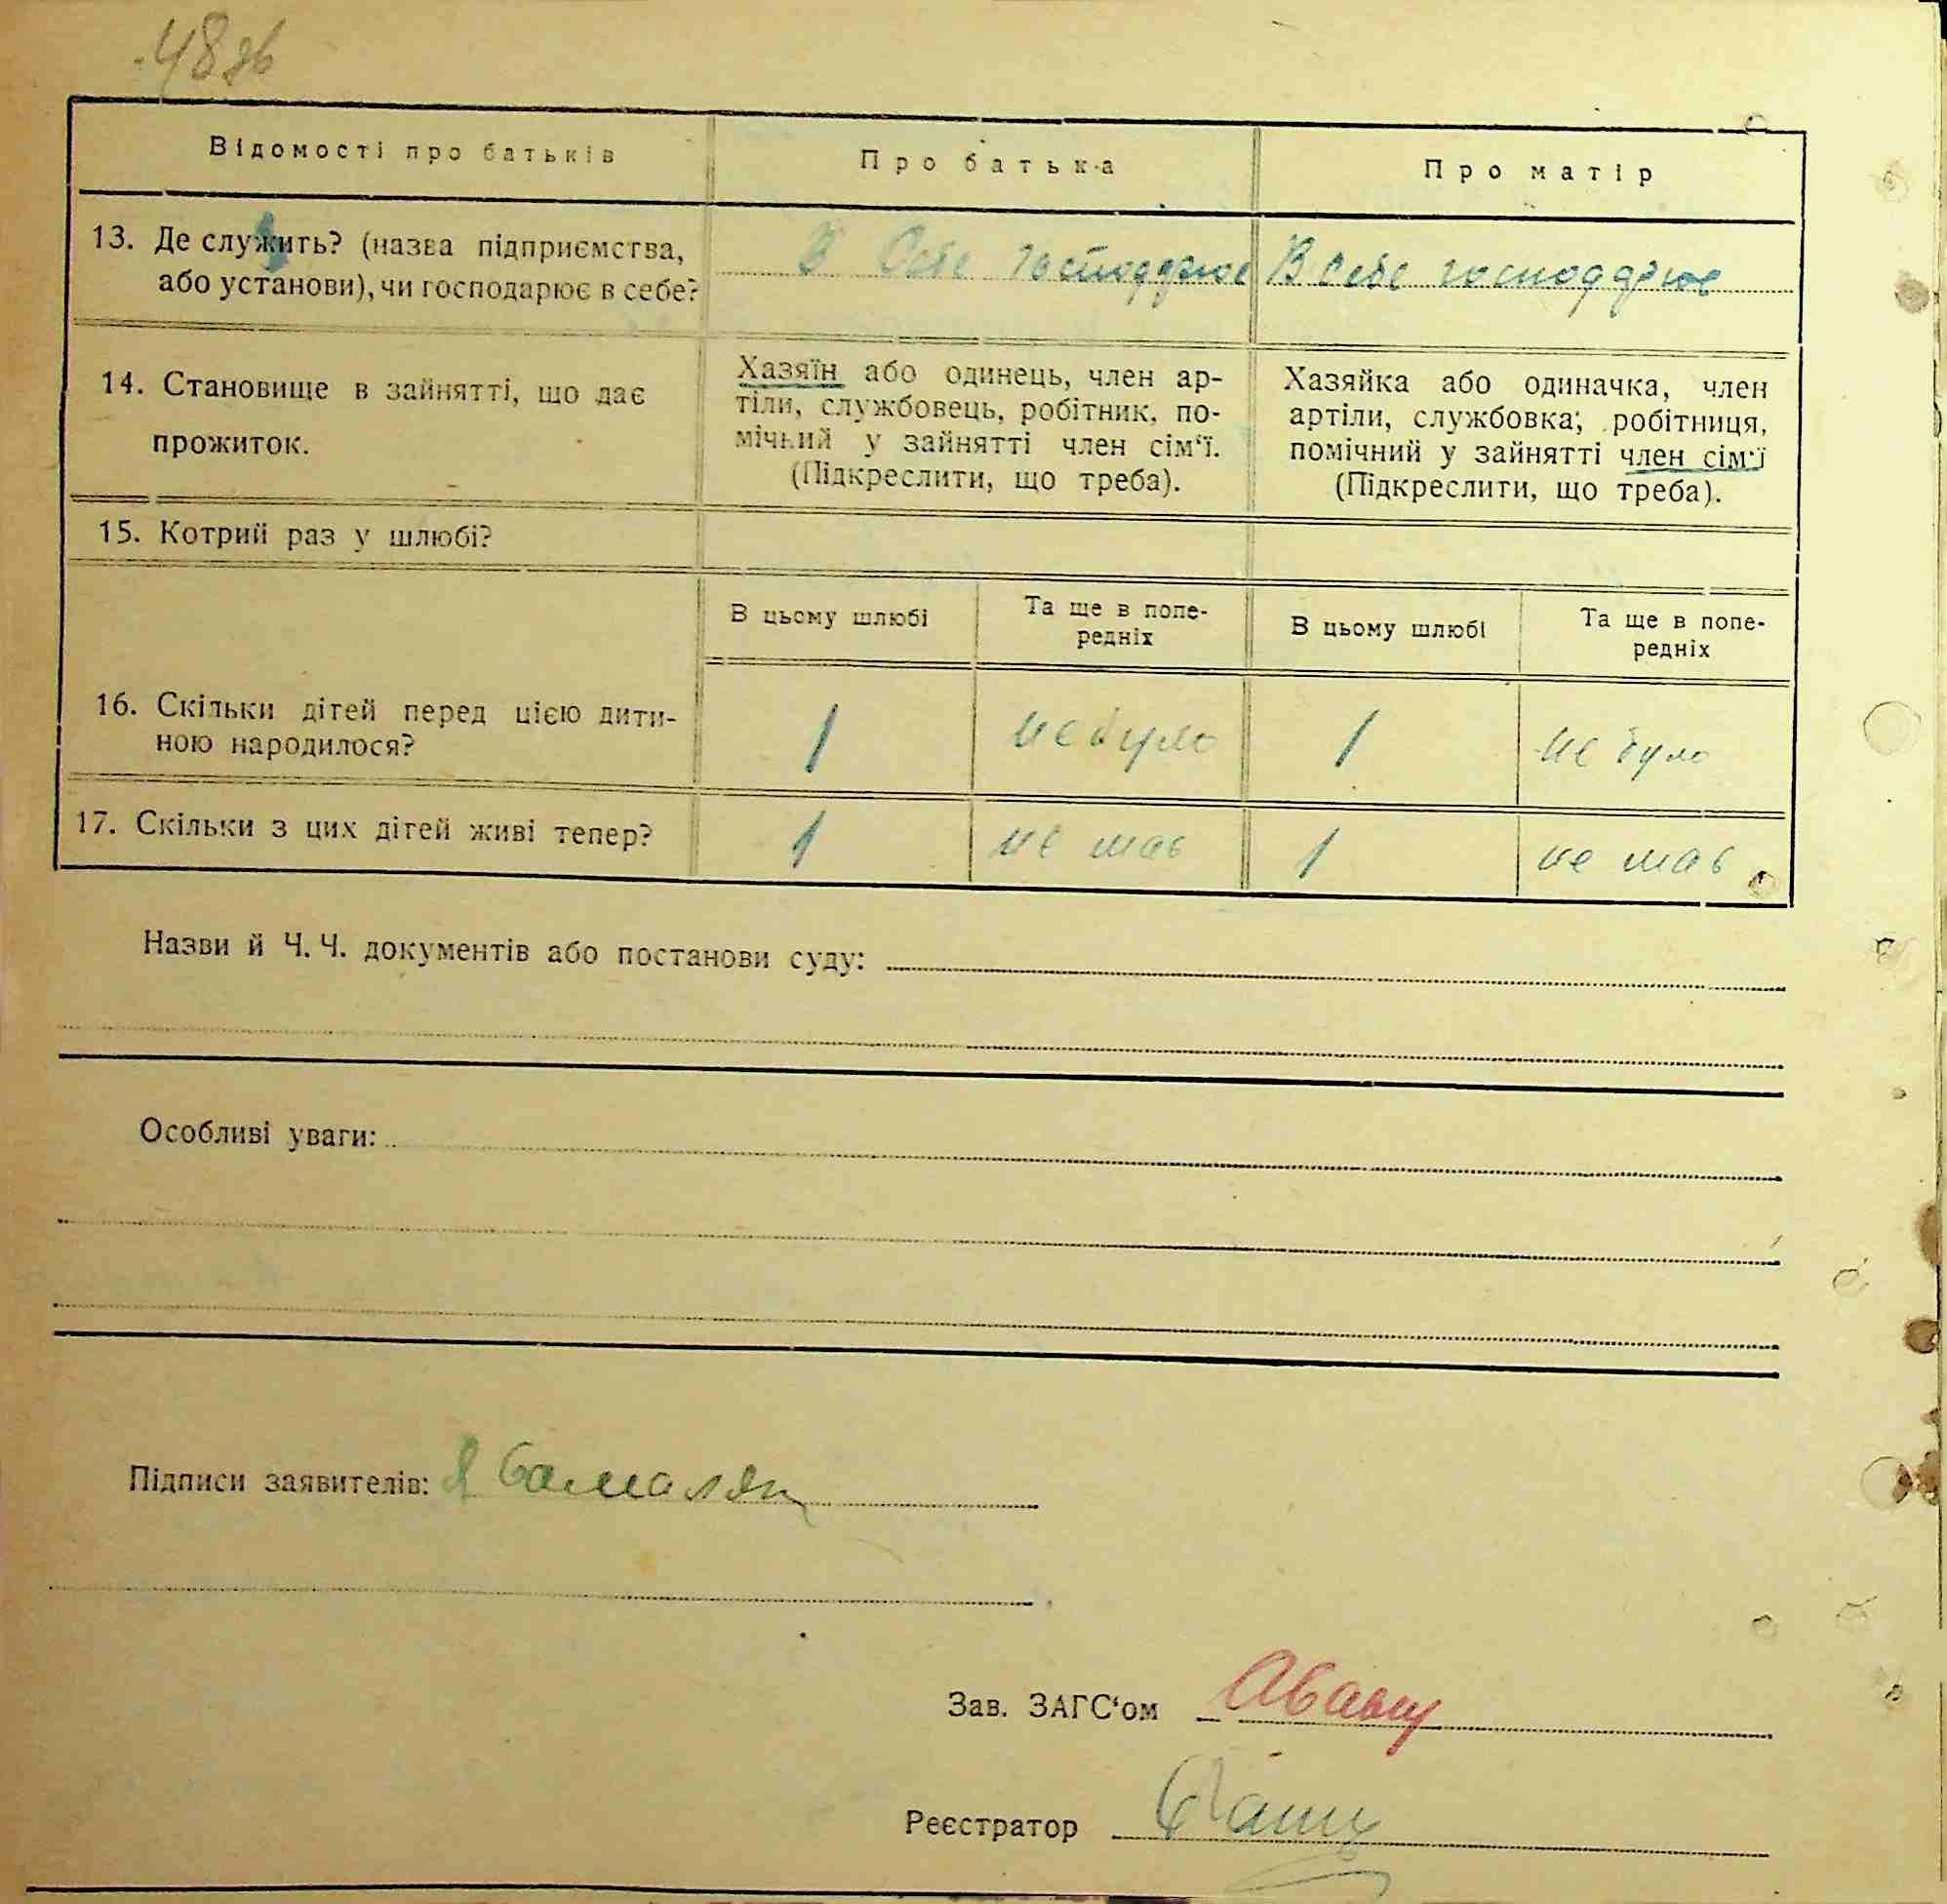 48 зв
Відомості про батьків
Про батька
Про матір
13. Де служить? (назва підприємства,
або установи), чи господарює в себе?
В Себе господарює
В себе господарює
14. Становище в зайнятті, що дає
прожиток.
Хазяїн або одинець, член ар-
тіли, службовець, робітник, по-
мічний у зайнятті член сім‘ї.
(Підкреслити, що треба).
Хазяйка або одиначка, член
артіли, службовка; робітниця,
помічний у зайнятті член сім‘ї
(Підкреслити, що треба).
15. Котрий раз у шлюбі?
В цьому шлюбі
Та ще в попе-
редніх
В цьому шлюбі
Та ще в попе-
редніх
16. Скільки дітей перед цією дити-
ною народилося?
1
не було
1
не було
17. Скільки з цих дітей живі тепер?
1
не має
1
не має
Назви й Ч. Ч. документів або постанови суду:
Особливі уваги:
Підписи заявителів:
Зав. ЗАГС‘ом
Реєстратор